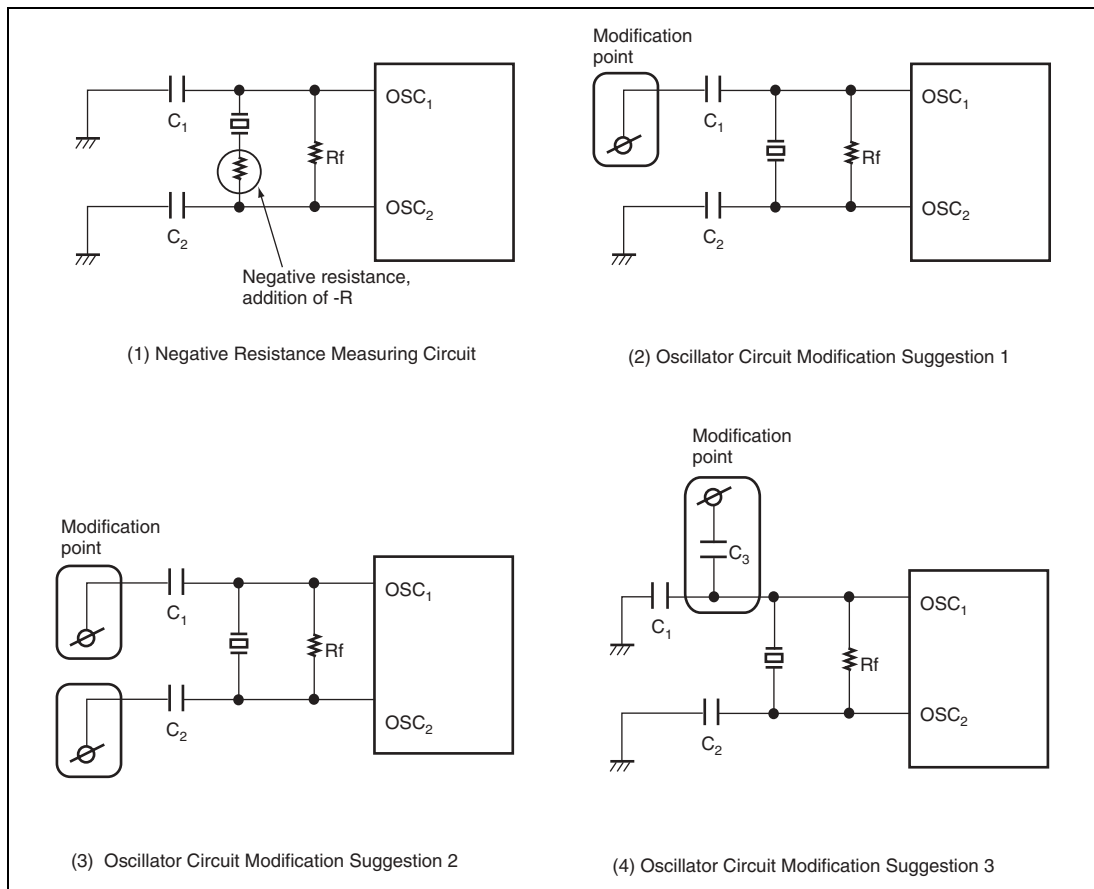 C₁
OSC₁
Rf
OSC₂
C₂
Negative resistance,
addition of -R
(1) Negative Resistance Measuring Circuit
Modification
point
C₁
OSC₁
Rf
OSC₂
C₂
(2) Oscillator Circuit Modification Suggestion 1
Modification
point
C₁
OSC₁
Rf
C₂
OSC₂
(3) Oscillator Circuit Modification Suggestion 2
Modification
point
C₃
C₁
OSC₁
Rf
OSC₂
C₂
(4) Oscillator Circuit Modification Suggestion 3